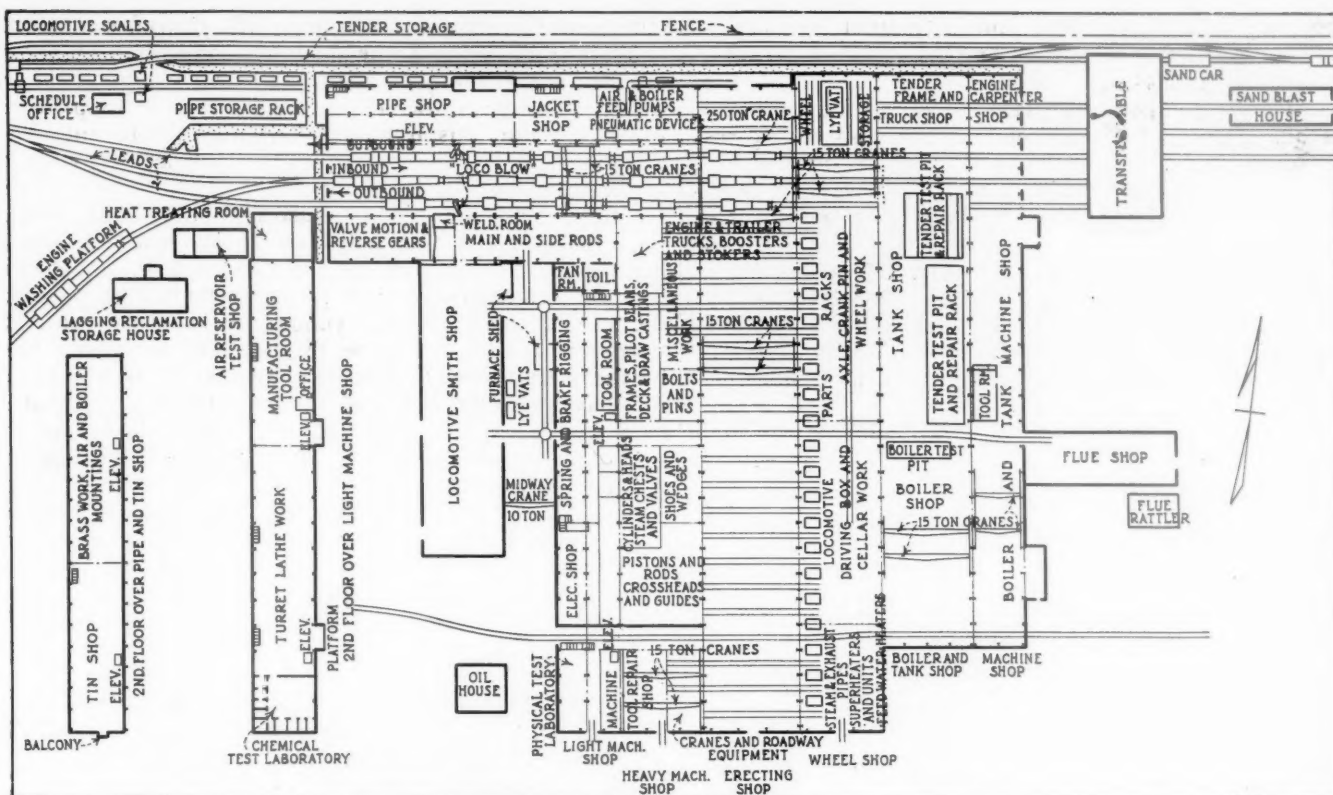 LOCOMOTIVE SCALES
TENDER STORAGE
FENCE
SCHEDULE
OFFICE
PIPE STORAGE RACK
PIPE SHOP
ELEV.
JACKET
SHOP
AIR & BOILER
FEED PUMPS
PNEUMATIC DEVICES
250 TON CRANE
WHEEL
LYE VAT
STORAGE
TENDER
FRAME AND
TRUCK SHOP
ENGINE
CARPENTER
SHOP
TRANSFER TABLE
SAND CAR
SAND BLAST
HOUSE
LEADS
OUTBOUND
INBOUND
"LOCO BLOW"
15 TON CRANES
15 TON CRANES
OUTBOUND
HEAT TREATING ROOM
VALVE MOTION &
REVERSE GEARS
WELD. ROOM
MAIN AND SIDE RODS
ENGINE & TRAILER
TRUCKS, BOOSTERS
AND STOKERS
TENDER TEST PIT
& REPAIR RACK
ENGINE
WASHING PLATFORM
LAGGING RECLAMATION
STORAGE HOUSE
AIR RESERVOIR
TEST SHOP
MANUFACTURING
TOOL ROOM
OFFICE
ELEV.
LOCOMOTIVE SMITH SHOP
FURNACE SHED
TAN
RM.
TOIL.
LYE VATS
SPRING AND BRAKE RIGGING
TOOL ROOM
ELEV.
FRAMES, PILOT BEANS,
DECK & DRAW CASTINGS
MISCELLANEOUS
WORK
15 TON CRANES
BOLTS
AND
PINS
LOCOMOTIVE PARTS RACKS
DRIVING BOX AND AXLE, CRANK PIN AND
CELLAR WORK
WHEEL WORK
TANK SHOP
TENDER TEST PIT
AND REPAIR RACK
TOOL RM.
BOILER AND TANK MACHINE SHOP
BRASS WORK, AIR AND BOILER
MOUNTINGS
ELEV.
TIN SHOP
ELEV.
2ND. FLOOR OVER PIPE AND TIN SHOP
BALCONY
TURRET LATHE WORK
ELEV.
PLATFORM
2ND FLOOR OVER LIGHT MACHINE SHOP
CHEMICAL
TEST LABORATORY
MIDWAY
CRANE
10 TON
CYLINDERS & HEADS
STEAM CHESTS
AND VALVES
SHOES AND
WEDGES
ELEC. SHOP
PISTONS AND
RODS
CROSSHEADS
AND GUIDES
BOILER TEST
PIT
BOILER
SHOP
15 TON CRANES
FLUE SHOP
FLUE
RATTLER
OIL
HOUSE
PHYSICAL TEST
LABORATORY
ELEV.
MACHINE
TOOL REPAIR
SHOP
15 TON CRANES
STEAM & EXHAUST
PIPES
SUPERHEATERS
AND UNITS
FEEDWATER HEATERS
BOILER AND
TANK SHOP
MACHINE
SHOP
LIGHT MACH.
SHOP
CRANES AND ROADWAY
EQUIPMENT
WHEEL SHOP
HEAVY MACH.
SHOP
ERECTING
SHOP